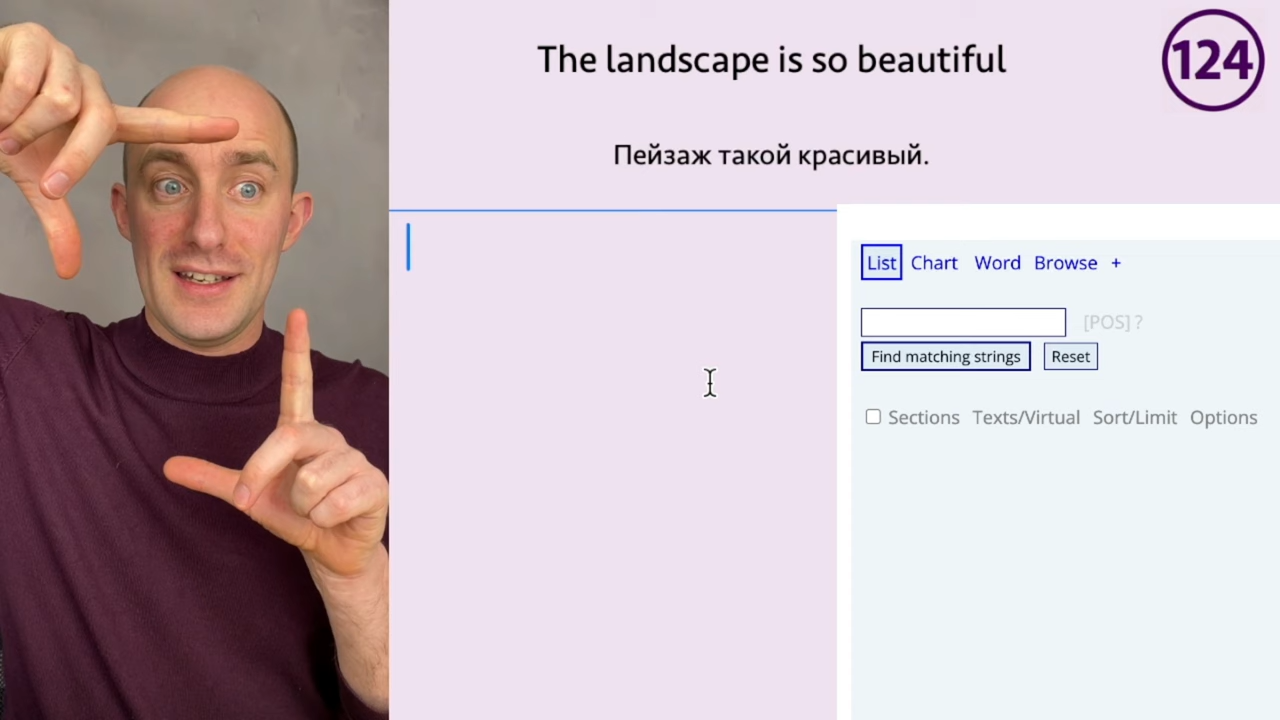 The landscape is so beautiful
124
Пейзаж такой красивый.
List Chart Word Browse +
[POS] ?
Find matching strings Reset
Sections Texts/Virtual Sort/Limit Options